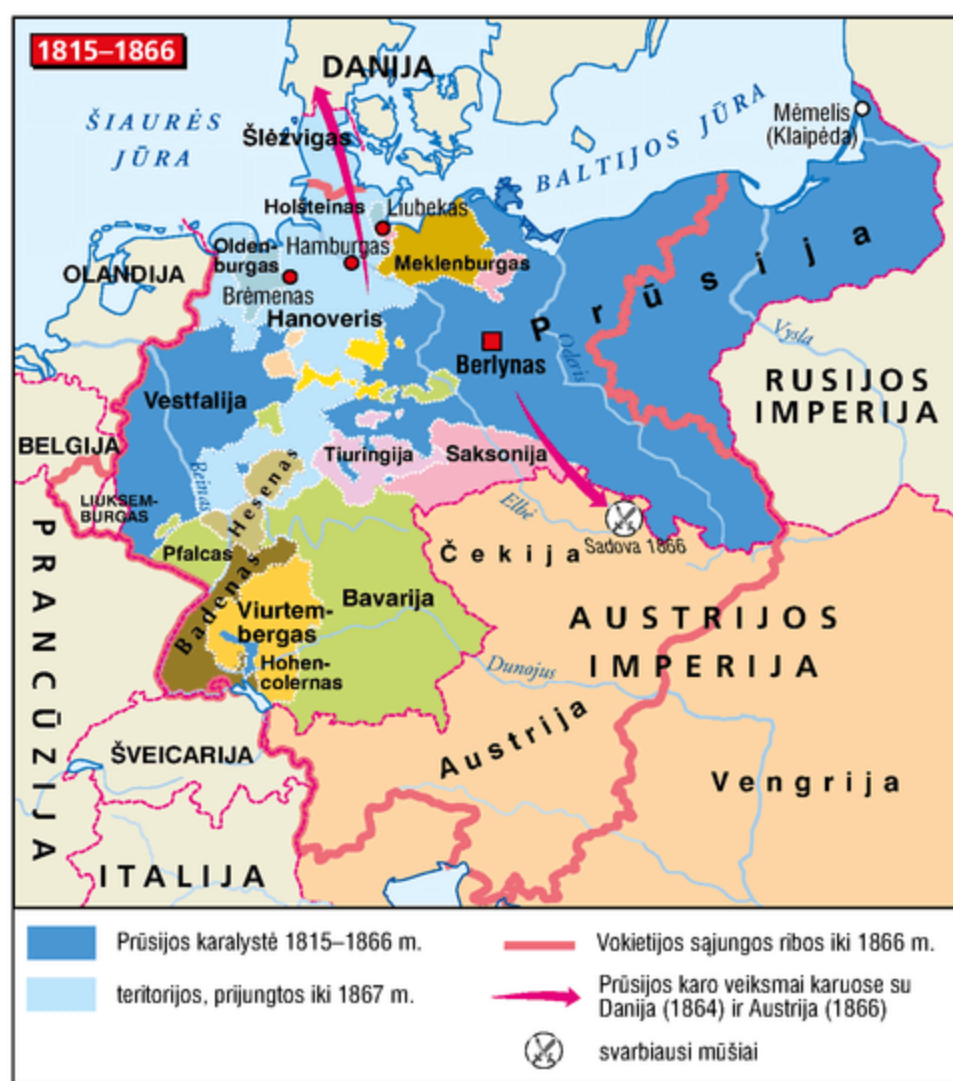 1815–1866
DANIJA
ŠIAURĖS
JŪRA
Šlėzvigas
BALTIJOS JŪRA
Mėmelis
(Klaipėda)
Holšteinas
Liubekas
Olden-
burgas
Hamburgas
Brėmenas
Meklenburgas
OLANDIJA
Hanoveris
Prūsija
Berlynas
Oderis
Vysla
RUSIJOS
IMPERIJA
Vestfalija
BELGIJA
Reinas
Tiuringija
Saksonija
LIUKSEM-
BURGAS
Hesenas
Elbė
Pfalcas
Čekija
Sadova 1866
PRANCŪZIJA
Badenas
Viurtem-
bergas
Bavarija
AUSTRIJOS
IMPERIJA
Hohen-
colernas
Dunojus
ŠVEICARIJA
Austrija
Vengrija
ITALIJA
Prūsijos karalystė 1815–1866 m.
teritorijos, prijungtos iki 1867 m.
Vokietijos sąjungos ribos iki 1866 m.
Prūsijos karo veiksmai karuose su
Danija (1864) ir Austrija (1866)
svarbiausi mūšiai